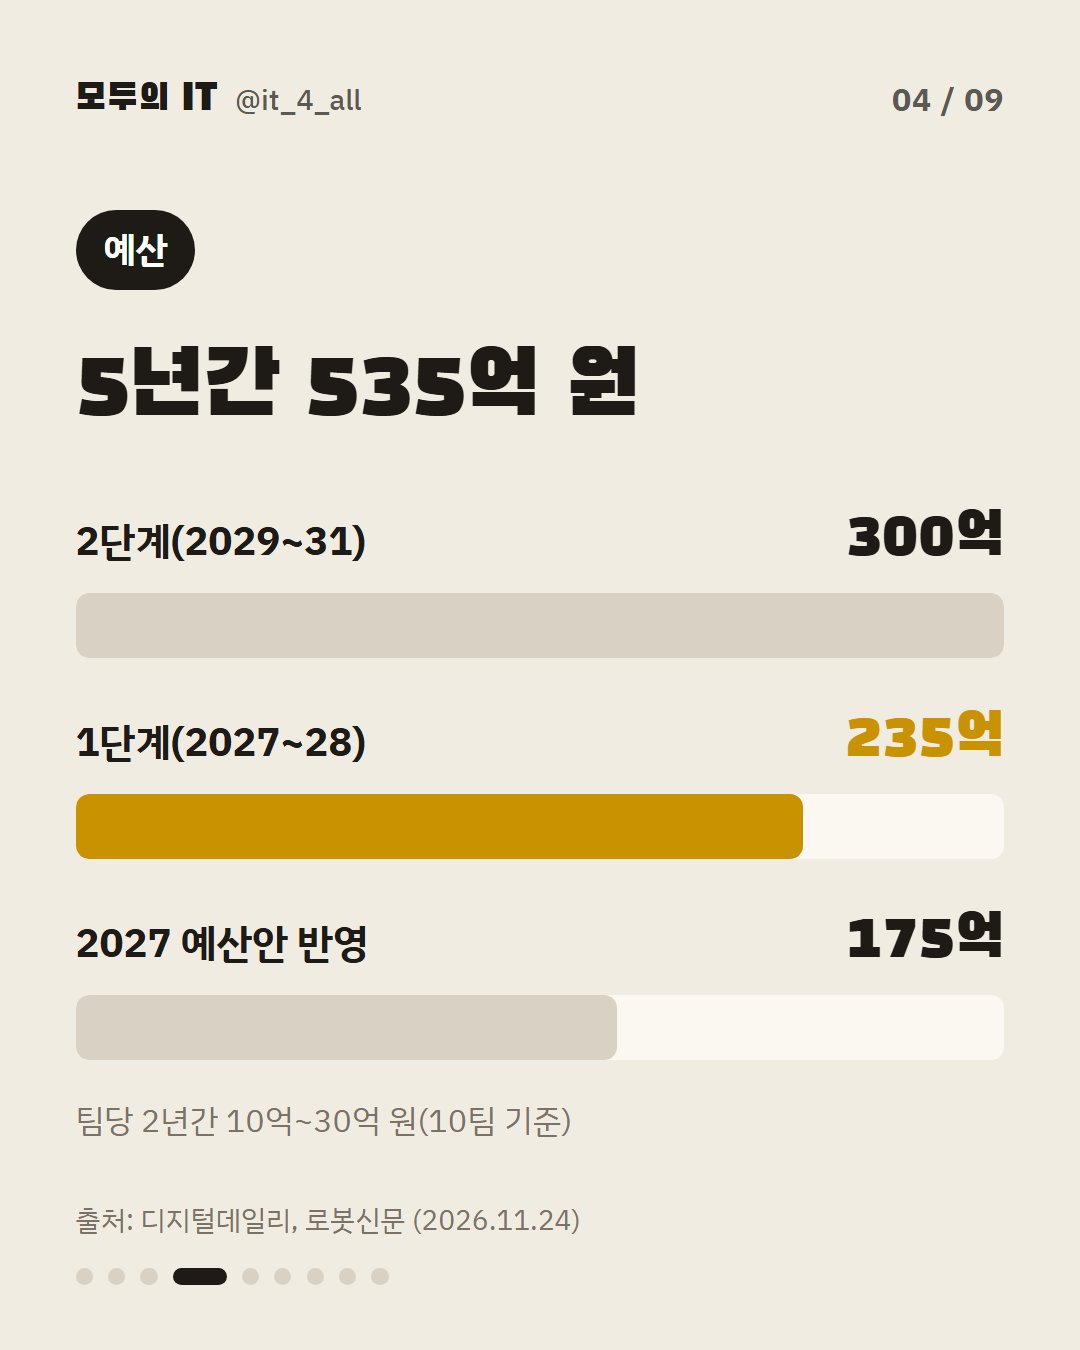 모두의 IT @it_4_all
04 / 09
예산
5년간 535억 원
2단계(2029~31) 300억
1단계(2027~28) 235억
2027 예산안 반영 175억
팀당 2년간 10억~30억 원(10팀 기준)
출처: 디지털데일리, 로봇신문 (2026.11.24)